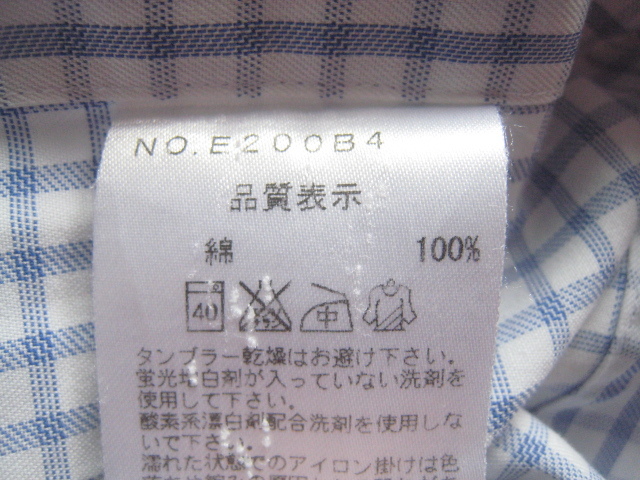 NO.E200B4
品質表示
綿 100%
40 中
タンブラー乾燥はお避け下さい。
蛍光増白剤が入っていない洗剤を
使用して下さい。
酸素系漂白剤配合洗剤を使用しな
いで下さい。
濡れた状態でのアイロン掛けは色